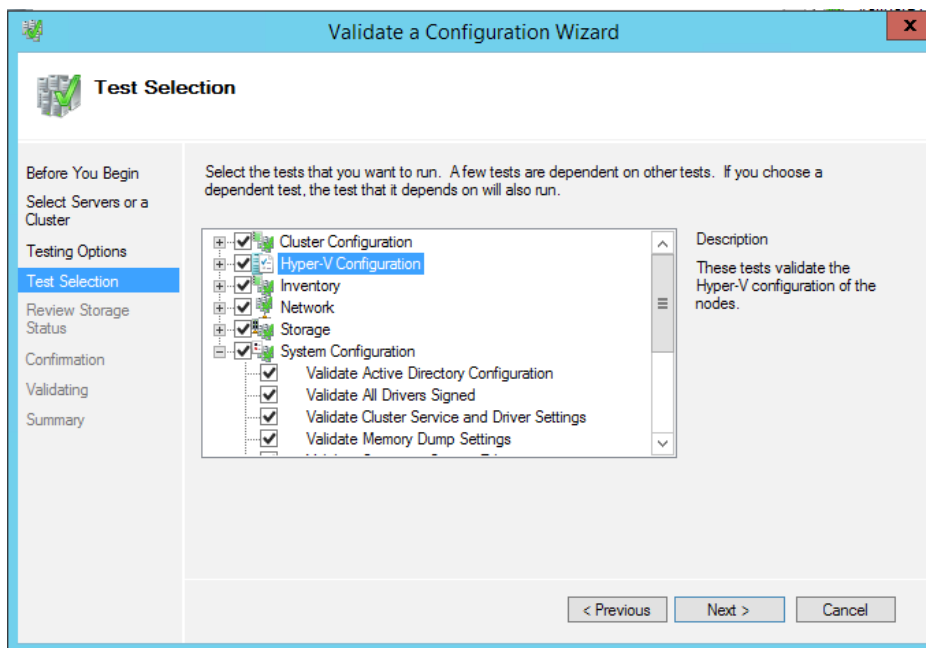 Validate a Configuration Wizard
X
Test Selection
Before You Begin
Select Servers or a
Cluster
Testing Options
Test Selection
Review Storage
Status
Confirmation
Validating
Summary
Select the tests that you want to run. A few tests are dependent on other tests. If you choose a
dependent test, the test that it depends on will also run.
Cluster Configuration
Hyper-V Configuration
Inventory
Network
Storage
System Configuration
Validate Active Directory Configuration
Validate All Drivers Signed
Validate Cluster Service and Driver Settings
Validate Memory Dump Settings
Description
These tests validate the
Hyper-V configuration of the
nodes.
< Previous
Next >
Cancel